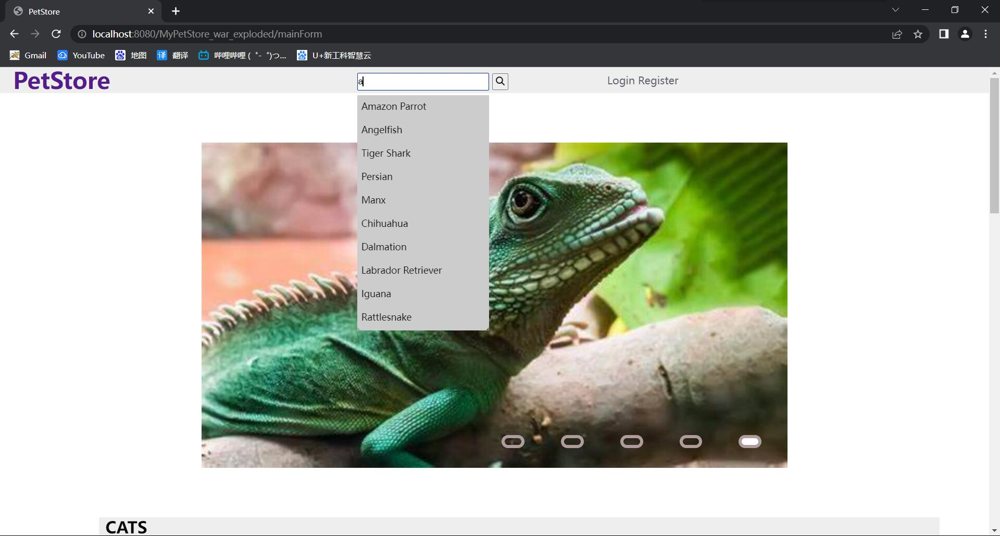 PetStore
localhost:8080/MyPetStore_war_exploded/mainForm
Gmail YouTube 地图 翻译 哔哩哔哩 ( ゜- ゜)つ... U+新工科智慧云
PetStore a Login Register
Amazon Parrot
Angelfish
Tiger Shark
Persian
Manx
Chihuahua
Dalmation
Labrador Retriever
Iguana
Rattlesnake
CATS